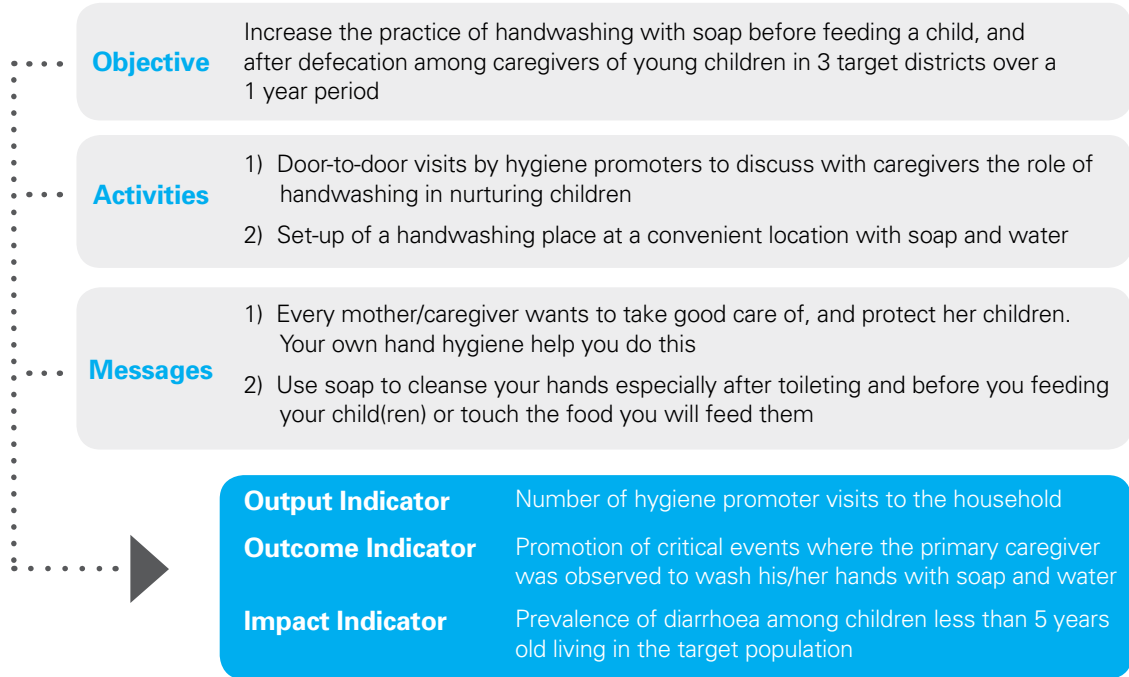 Objective
Increase the practice of handwashing with soap before feeding a child, and
after defecation among caregivers of young children in 3 target districts over a
1 year period
Activities
1) Door-to-door visits by hygiene promoters to discuss with caregivers the role of
handwashing in nurturing children
2) Set-up of a handwashing place at a convenient location with soap and water
Messages
1) Every mother/caregiver wants to take good care of, and protect her children.
Your own hand hygiene help you do this
2) Use soap to cleanse your hands especially after toileting and before you feeding
your child(ren) or touch the food you will feed them
Output Indicator
Number of hygiene promoter visits to the household
Outcome Indicator
Promotion of critical events where the primary caregiver
was observed to wash his/her hands with soap and water
Impact Indicator
Prevalence of diarrhoea among children less than 5 years
old living in the target population